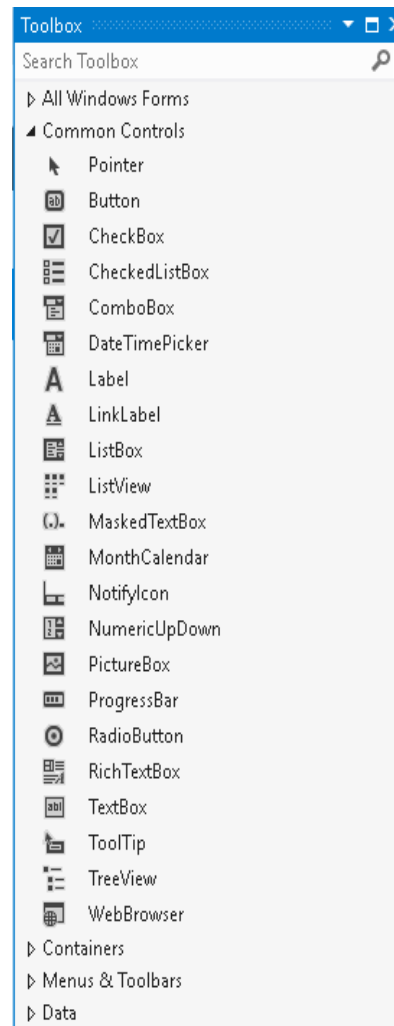 Toolbox
Search Toolbox
All Windows Forms
Common Controls
Pointer
Button
CheckBox
CheckedListBox
ComboBox
DateTimePicker
Label
LinkLabel
ListBox
ListView
MaskedTextBox
MonthCalendar
NotifyIcon
NumericUpDown
PictureBox
ProgressBar
RadioButton
RichTextBox
TextBox
ToolTip
TreeView
WebBrowser
Containers
Menus & Toolbars
Data